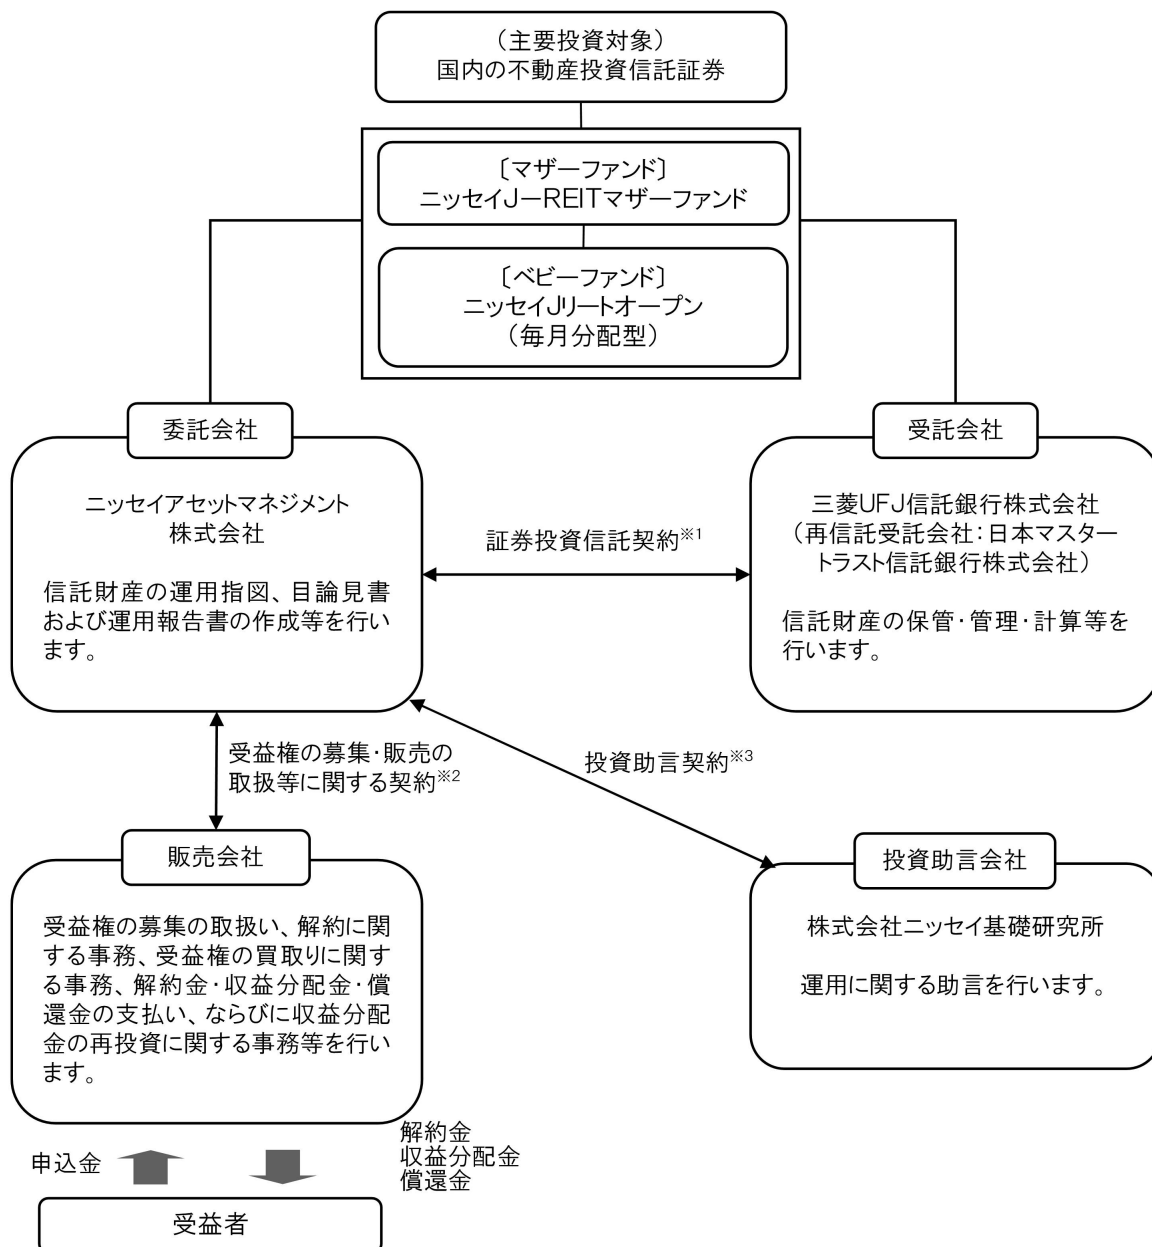 （主要投資対象）
国内の不動産投資信託証券
〔マザーファンド〕
ニッセイJ－REITマザーファンド
〔ベビーファンド〕
ニッセイJリートオープン
（毎月分配型）
委託会社
ニッセイアセットマネジメント
株式会社
信託財産の運用指図、目論見書
および運用報告書の作成等を行い
ます。
証券投資信託契約※1
受託会社
三菱UFJ信託銀行株式会社
（再信託受託会社：日本マスター
トラスト信託銀行株式会社）
信託財産の保管・管理・計算等を
行います。
受益権の募集・販売の
取扱等に関する契約※2
投資助言契約※3
販売会社
受益権の募集の取扱い、解約に関
する事務、受益権の買取りに関す
る事務、解約金・収益分配金・償
還金の支払い、ならびに収益分配
金の再投資に関する事務等を行い
ます。
投資助言会社
株式会社ニッセイ基礎研究所
運用に関する助言を行います。
申込金
解約金
収益分配金
償還金
受益者